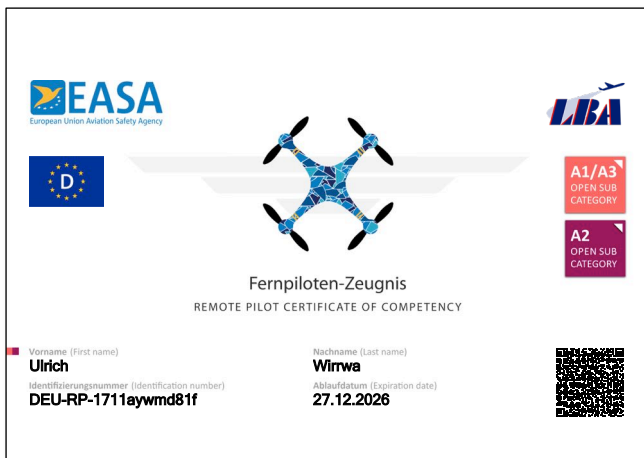 EASA
European Union Aviation Safety Agency
LBA
D
A1/A3
OPEN SUB
CATEGORY
A2
OPEN SUB
CATEGORY
Fernpiloten-Zeugnis
REMOTE PILOT CERTIFICATE OF COMPETENCY
Vorname (First name)
Ulrich
Nachname (Last name)
Wirrwa
Identifizierungsnummer (Identification number)
DEU-RP-1711aywmd81f
Ablaufdatum (Expiration date)
27.12.2026